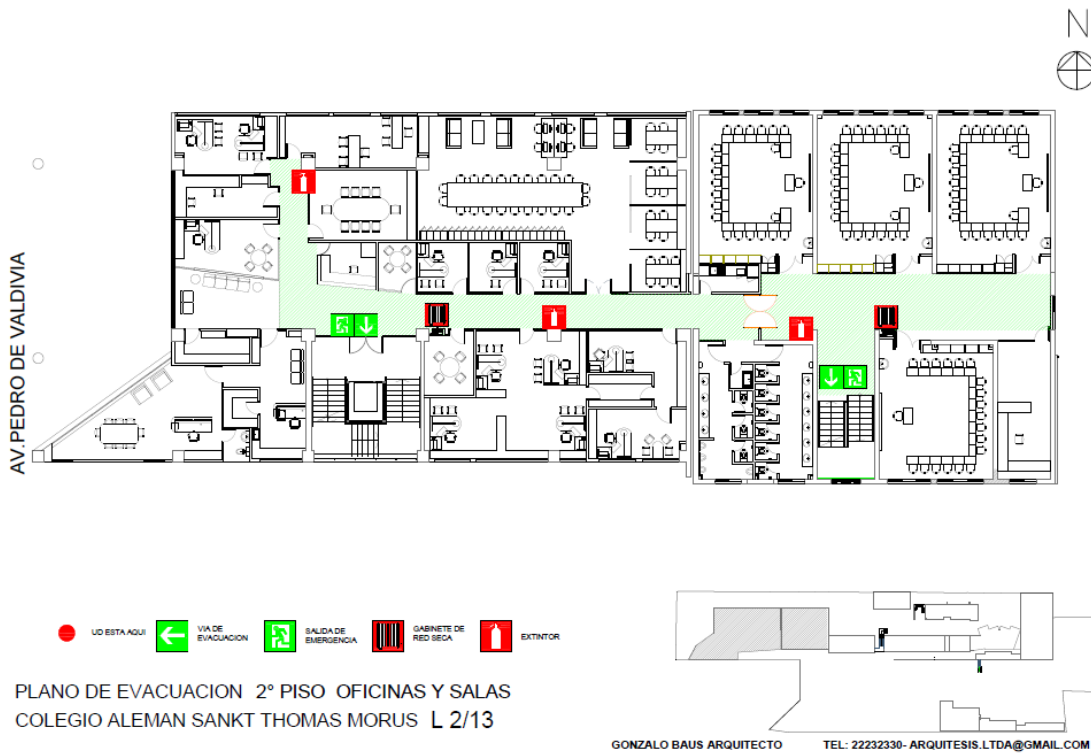 N
AV.PEDRO DE VALDIVIA
UD ESTA AQUI
VIA DE
EVACUACION
SALIDA DE
EMERGENCIA
GABINETE DE
RED SECA
EXTINTOR
PLANO DE EVACUACION 2° PISO OFICINAS Y SALAS
COLEGIO ALEMAN SANKT THOMAS MORUS L 2/13
GONZALO BAUS ARQUITECTO TEL: 22232330- ARQUITESIS.LTDA@GMAIL.COM